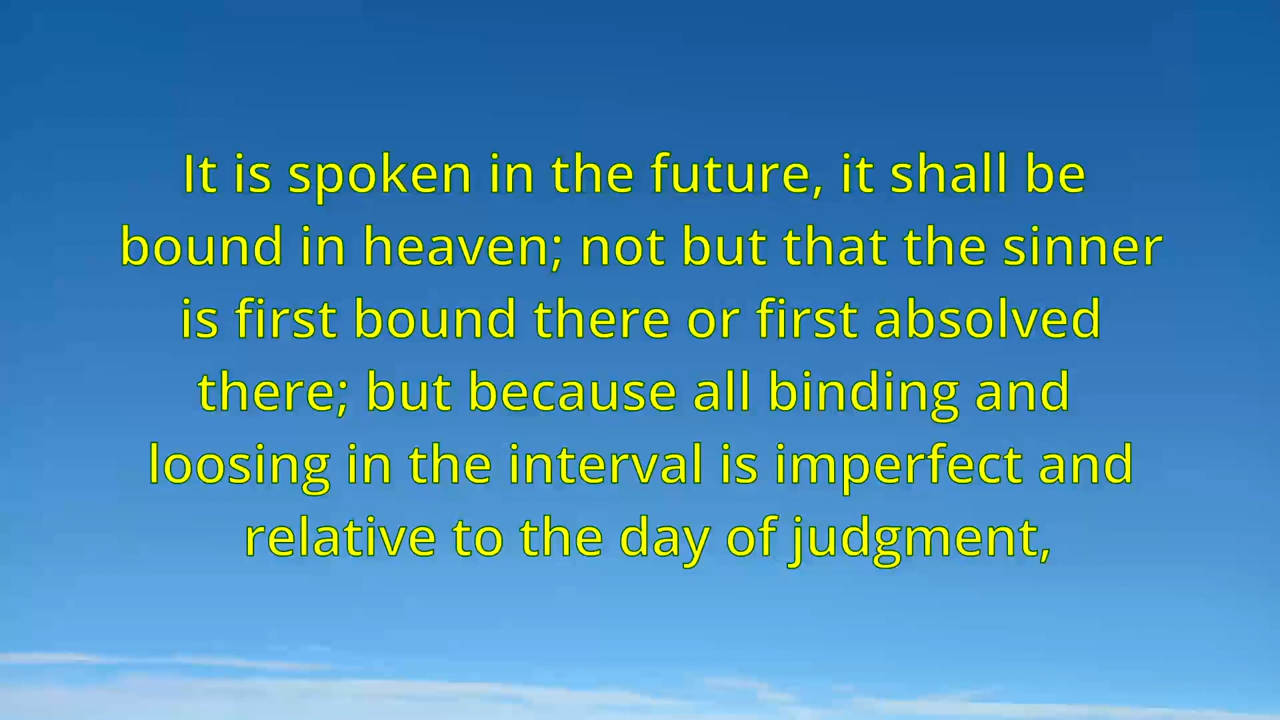 It is spoken in the future, it shall be
bound in heaven; not but that the sinner
is first bound there or first absolved
there; but because all binding and
loosing in the interval is imperfect and
relative to the day of judgment,